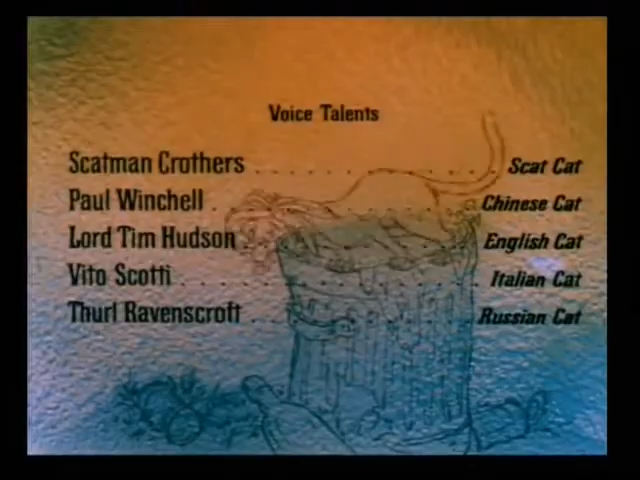 Voice Talents
Scatman Crothers . . . . . . . . . . . . . . . Scat Cat
Paul Winchell . . . . . . . . . . . . . . . . . Chinese Cat
Lord Tim Hudson . . . . . . . . . . . . . . . English Cat
Vito Scotti . . . . . . . . . . . . . . . . . . . Italian Cat
Thurl Ravenscroft . . . . . . . . . . . . . . Russian Cat